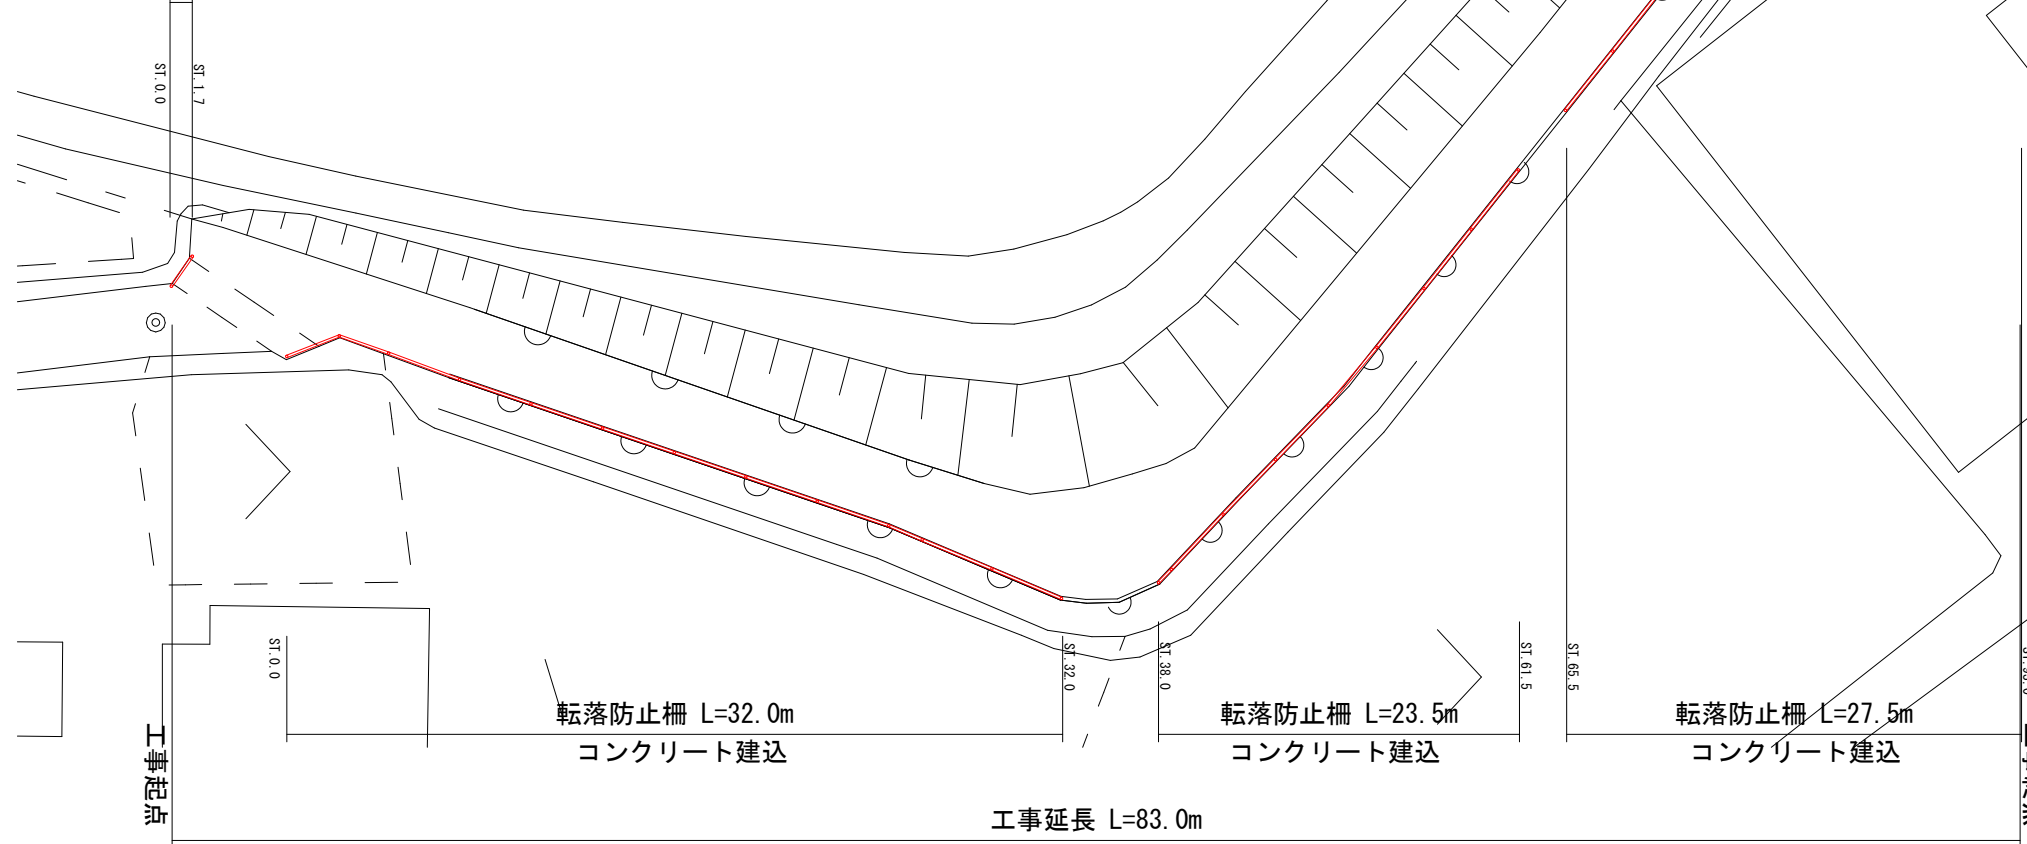 ST.0.0
ST.1.7
ST.0.0
ST.32.0
ST.38.0
ST.61.5
ST.65.5
転落防止柵 L=32.0m
コンクリート建込
転落防止柵 L=23.5m
コンクリート建込
転落防止柵 L=27.5m
コンクリート建込
工事起点
工事延長 L=83.0m